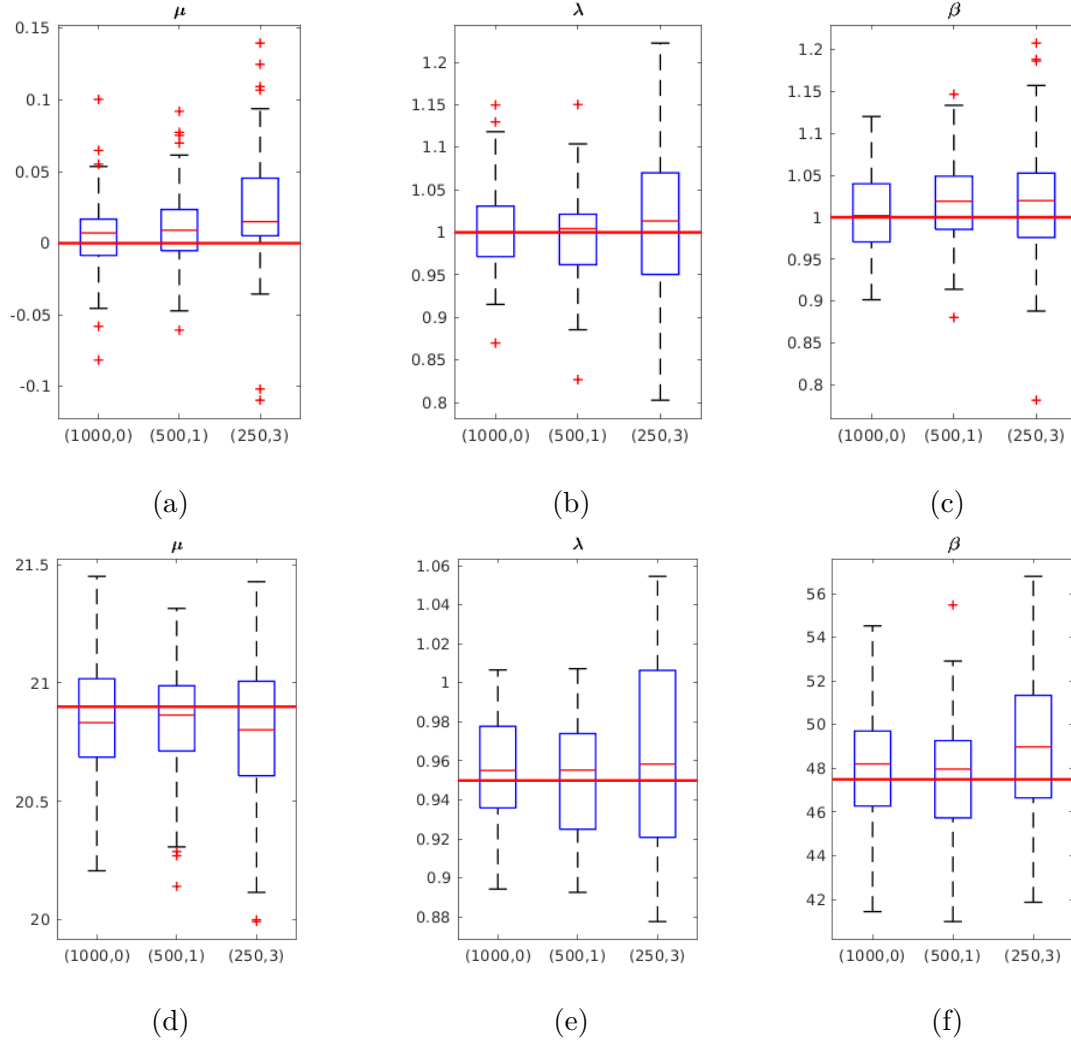 μ
0.15
0.1
0.05
0
-0.05
-0.1
(1000,0) (500,1) (250,3)
(a)
λ
1.2
1.15
1.1
1.05
1
0.95
0.9
0.85
0.8
(1000,0) (500,1) (250,3)
(b)
β
1.2
1.15
1.1
1.05
1
0.95
0.9
0.85
0.8
(1000,0) (500,1) (250,3)
(c)
μ
21.5
21
20.5
20
(1000,0) (500,1) (250,3)
(d)
λ
1.06
1.04
1.02
1
0.98
0.96
0.94
0.92
0.9
0.88
(1000,0) (500,1) (250,3)
(e)
β
56
54
52
50
48
46
44
42
(1000,0) (500,1) (250,3)
(f)